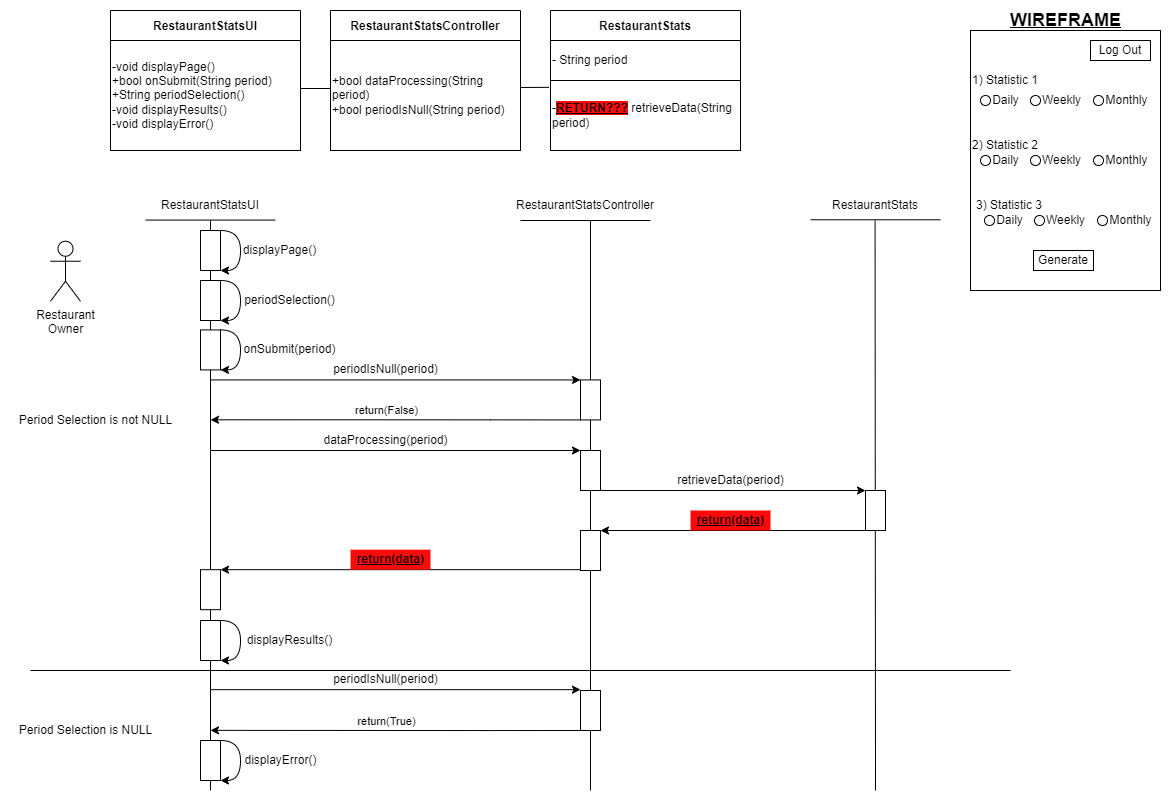 RestaurantStatsUI
-void displayPage()
+bool onSubmit(String period)
+String periodSelection()
-void displayResults()
-void displayError()
RestaurantStatsController
+bool dataProcessing(String
period)
+bool periodIsNull(String period)
RestaurantStats
- String period
-RETURN??? retrieveData(String
period)
WIREFRAME
Log Out
1) Statistic 1
Daily Weekly Monthly
2) Statistic 2
Daily Weekly Monthly
3) Statistic 3
Daily Weekly Monthly
Generate
RestaurantStatsUI
RestaurantStatsController
RestaurantStats
Restaurant
Owner
displayPage()
periodSelection()
onSubmit(period)
periodIsNull(period)
return(False)
Period Selection is not NULL
dataProcessing(period)
retrieveData(period)
return(data)
return(data)
displayResults()
periodIsNull(period)
return(True)
Period Selection is NULL
displayError()